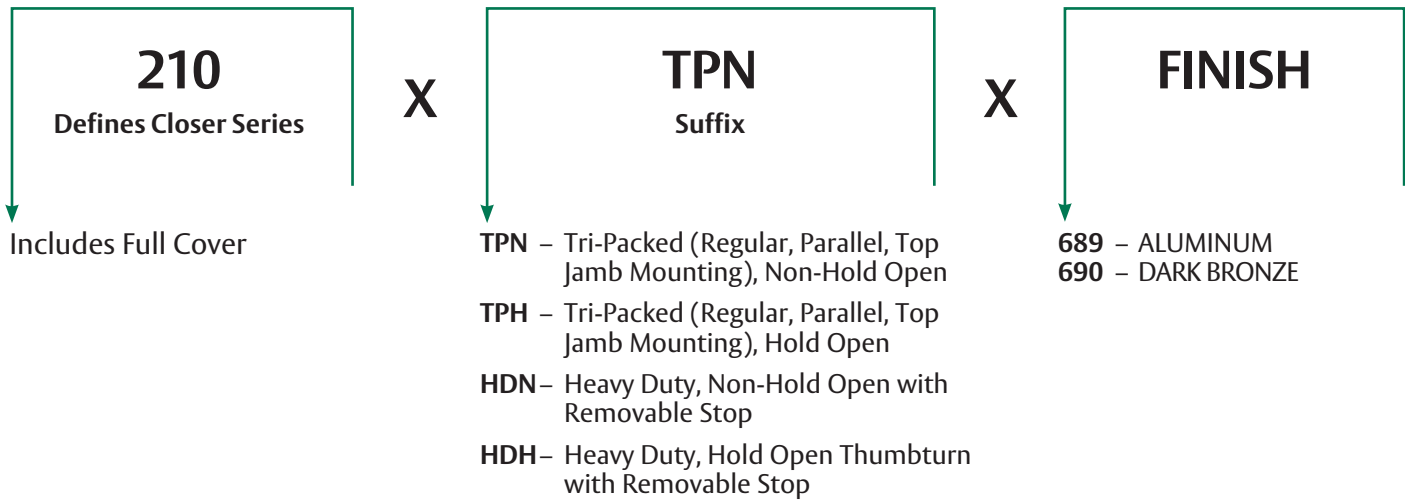 210
Defines Closer Series
X
TPN
Suffix
X
FINISH
Includes Full Cover
TPN – Tri-Packed (Regular, Parallel, Top
Jamb Mounting), Non-Hold Open
TPH – Tri-Packed (Regular, Parallel, Top
Jamb Mounting), Hold Open
HDN – Heavy Duty, Non-Hold Open with
Removable Stop
HDH – Heavy Duty, Hold Open Thumbturn
with Removable Stop
689 – ALUMINUM
690 – DARK BRONZE